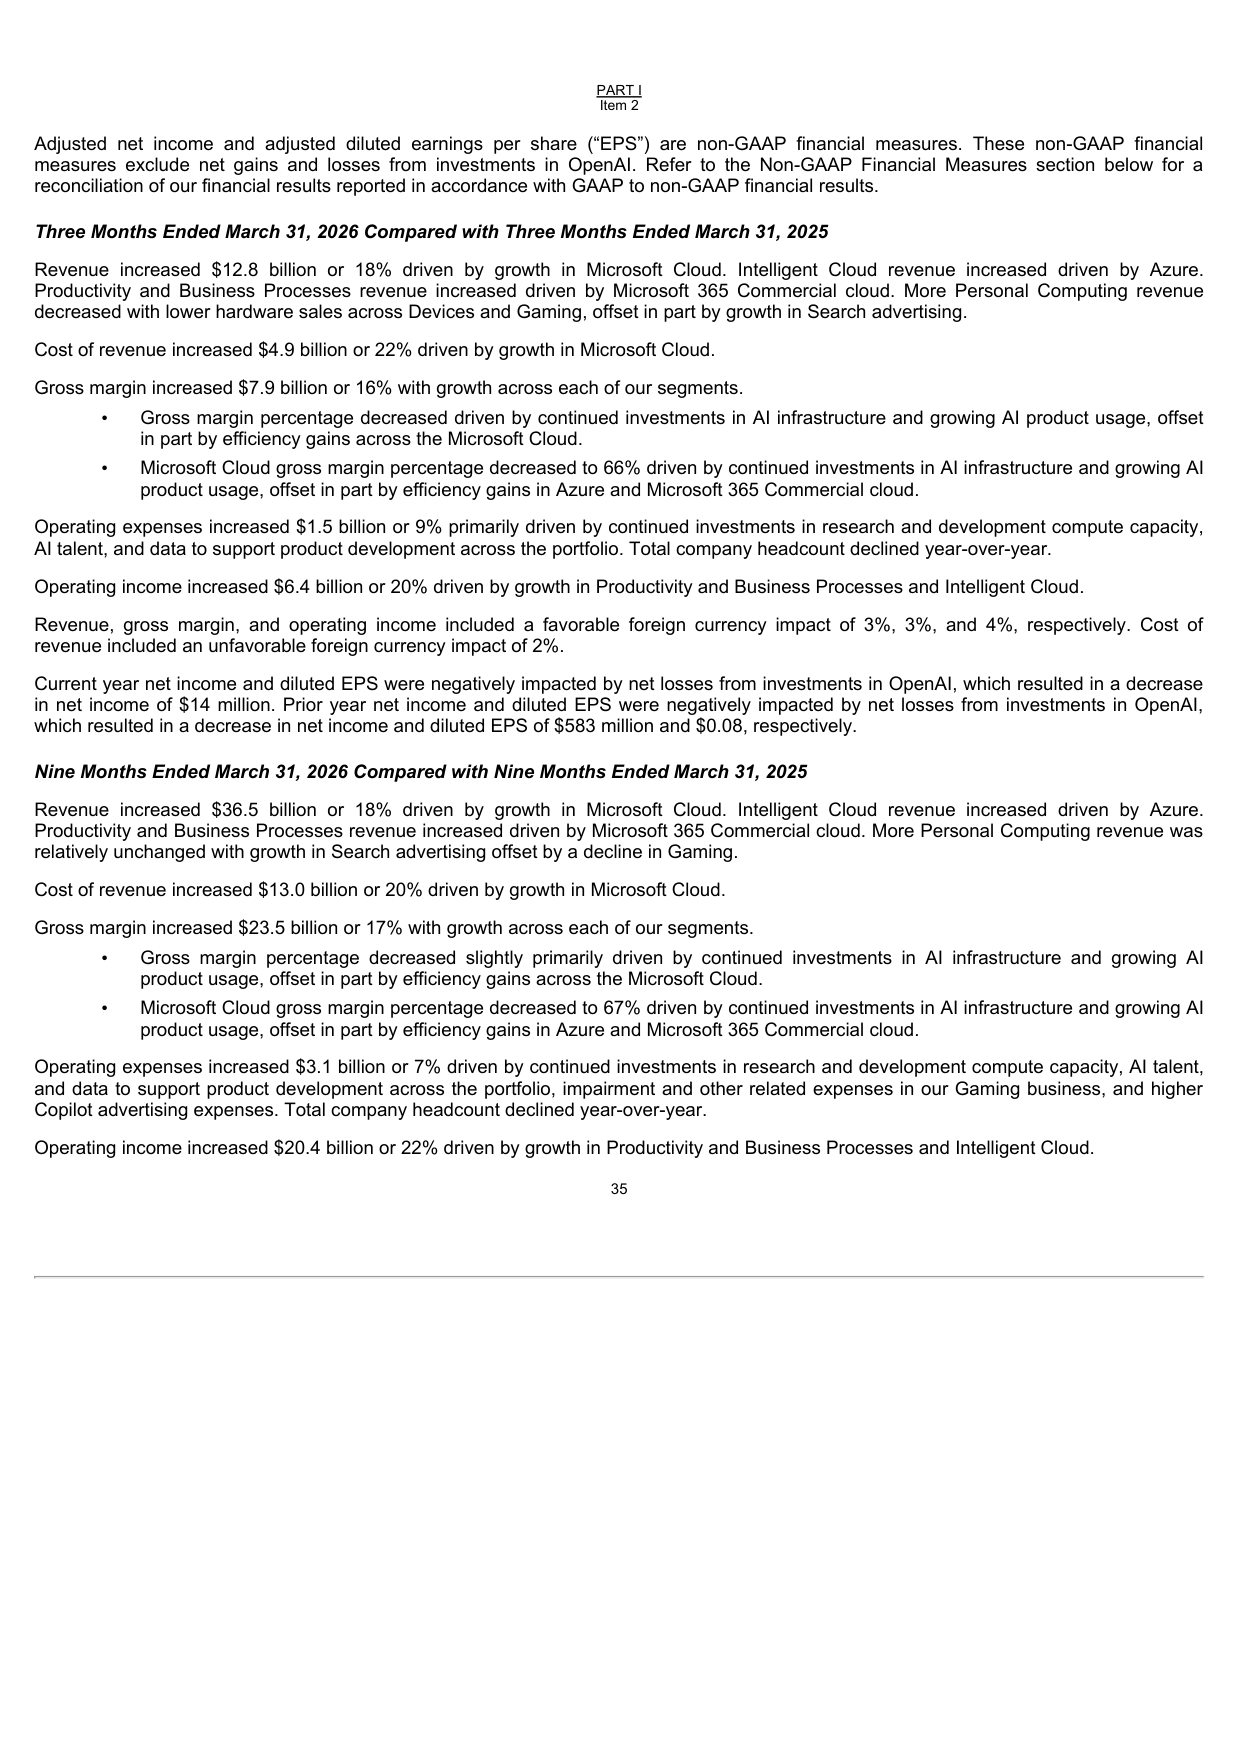 PART I
Item 2
Adjusted net income and adjusted diluted earnings per share (“EPS”) are non-GAAP financial measures. These non-GAAP financial
measures exclude net gains and losses from investments in OpenAI. Refer to the Non-GAAP Financial Measures section below for a
reconciliation of our financial results reported in accordance with GAAP to non-GAAP financial results.
Three Months Ended March 31, 2026 Compared with Three Months Ended March 31, 2025
Revenue increased $12.8 billion or 18% driven by growth in Microsoft Cloud. Intelligent Cloud revenue increased driven by Azure.
Productivity and Business Processes revenue increased driven by Microsoft 365 Commercial cloud. More Personal Computing revenue
decreased with lower hardware sales across Devices and Gaming, offset in part by growth in Search advertising.
Cost of revenue increased $4.9 billion or 22% driven by growth in Microsoft Cloud.
Gross margin increased $7.9 billion or 16% with growth across each of our segments.
• Gross margin percentage decreased driven by continued investments in AI infrastructure and growing AI product usage, offset
in part by efficiency gains across the Microsoft Cloud.
• Microsoft Cloud gross margin percentage decreased to 66% driven by continued investments in AI infrastructure and growing AI
product usage, offset in part by efficiency gains in Azure and Microsoft 365 Commercial cloud.
Operating expenses increased $1.5 billion or 9% primarily driven by continued investments in research and development compute capacity,
AI talent, and data to support product development across the portfolio. Total company headcount declined year-over-year.
Operating income increased $6.4 billion or 20% driven by growth in Productivity and Business Processes and Intelligent Cloud.
Revenue, gross margin, and operating income included a favorable foreign currency impact of 3%, 3%, and 4%, respectively. Cost of
revenue included an unfavorable foreign currency impact of 2%.
Current year net income and diluted EPS were negatively impacted by net losses from investments in OpenAI, which resulted in a decrease
in net income of $14 million. Prior year net income and diluted EPS were negatively impacted by net losses from investments in OpenAI,
which resulted in a decrease in net income and diluted EPS of $583 million and $0.08, respectively.
Nine Months Ended March 31, 2026 Compared with Nine Months Ended March 31, 2025
Revenue increased $36.5 billion or 18% driven by growth in Microsoft Cloud. Intelligent Cloud revenue increased driven by Azure.
Productivity and Business Processes revenue increased driven by Microsoft 365 Commercial cloud. More Personal Computing revenue was
relatively unchanged with growth in Search advertising offset by a decline in Gaming.
Cost of revenue increased $13.0 billion or 20% driven by growth in Microsoft Cloud.
Gross margin increased $23.5 billion or 17% with growth across each of our segments.
• Gross margin percentage decreased slightly primarily driven by continued investments in AI infrastructure and growing AI
product usage, offset in part by efficiency gains across the Microsoft Cloud.
• Microsoft Cloud gross margin percentage decreased to 67% driven by continued investments in AI infrastructure and growing AI
product usage, offset in part by efficiency gains in Azure and Microsoft 365 Commercial cloud.
Operating expenses increased $3.1 billion or 7% driven by continued investments in research and development compute capacity, AI talent,
and data to support product development across the portfolio, impairment and other related expenses in our Gaming business, and higher
Copilot advertising expenses. Total company headcount declined year-over-year.
Operating income increased $20.4 billion or 22% driven by growth in Productivity and Business Processes and Intelligent Cloud.
35